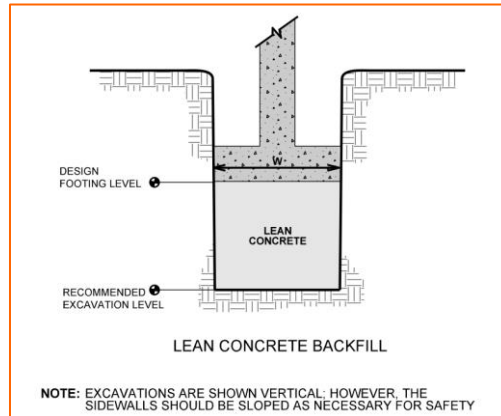 W
DESIGN
FOOTING LEVEL
LEAN
CONCRETE
RECOMMENDED
EXCAVATION LEVEL
LEAN CONCRETE BACKFILL
NOTE: EXCAVATIONS ARE SHOWN VERTICAL; HOWEVER, THE
SIDEWALLS SHOULD BE SLOPED AS NECESSARY FOR SAFETY